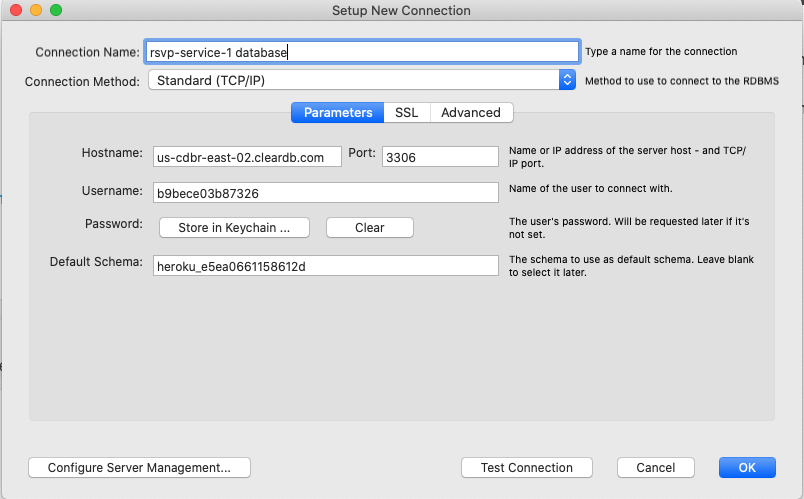 Setup New Connection
Connection Name: rsvp-service-1 database Type a name for the connection
Connection Method: Standard (TCP/IP) Method to use to connect to the RDBMS
Parameters SSL Advanced
Hostname: us-cdbr-east-02.cleardb.com Port: 3306 Name or IP address of the server host - and TCP/
IP port.
Username: b9bece03b87326 Name of the user to connect with.
Password: Store in Keychain ... Clear The user's password. Will be requested later if it's
not set.
Default Schema: heroku_e5ea0661158612d The schema to use as default schema. Leave blank
to select it later.
Configure Server Management... Test Connection Cancel OK